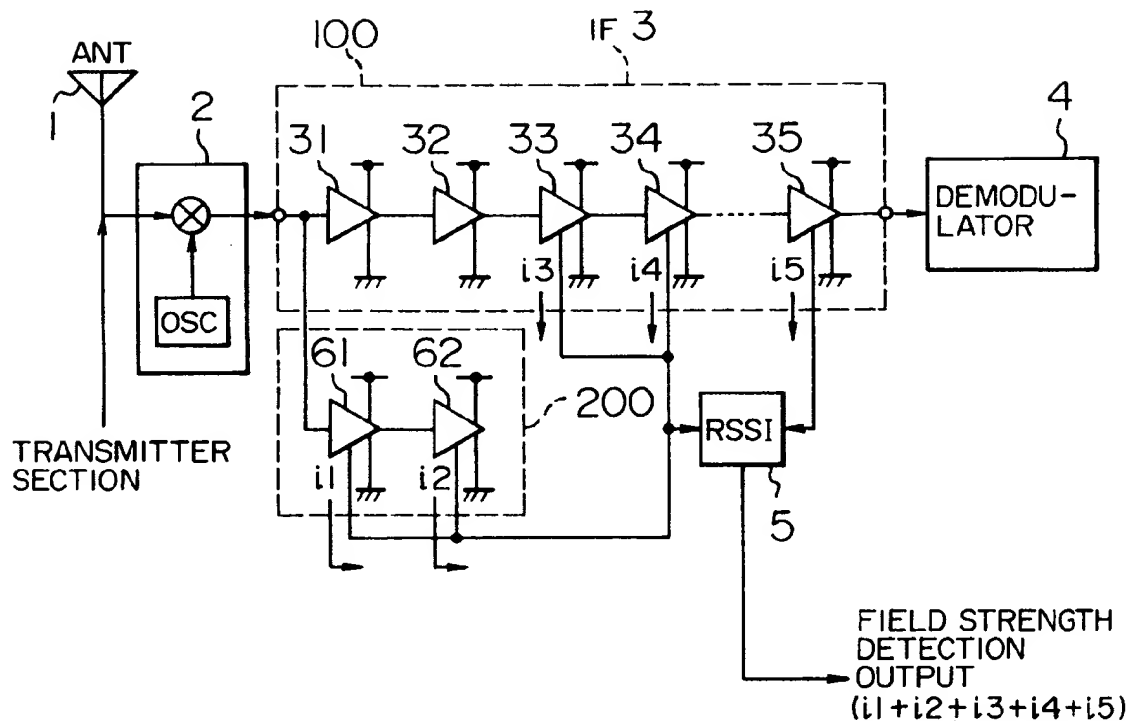 100
IF 3
ANT
1
2
4
31
32
33
34
35
DEMODU-
LATOR
OSC
i3
i4
i5
61
62
200
RSSI
TRANSMITTER
SECTION
i1
i2
5
FIELD STRENGTH
DETECTION
OUTPUT
(i1+i2+i3+i4+i5)